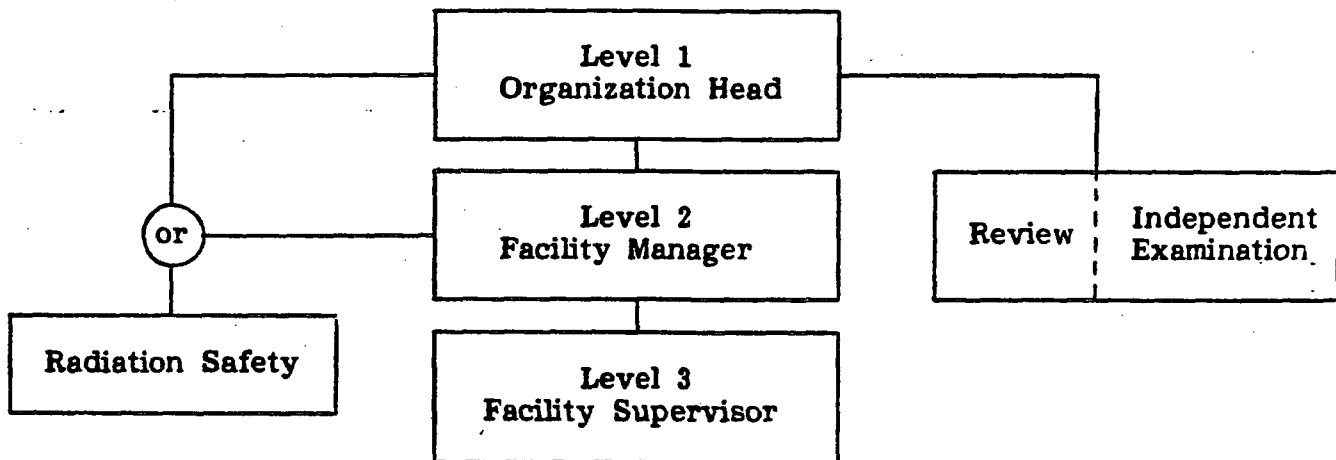 Level 1
Organization Head
or
Level 2
Facility Manager
Review
Independent
Examination
Radiation Safety
Level 3
Facility Supervisor